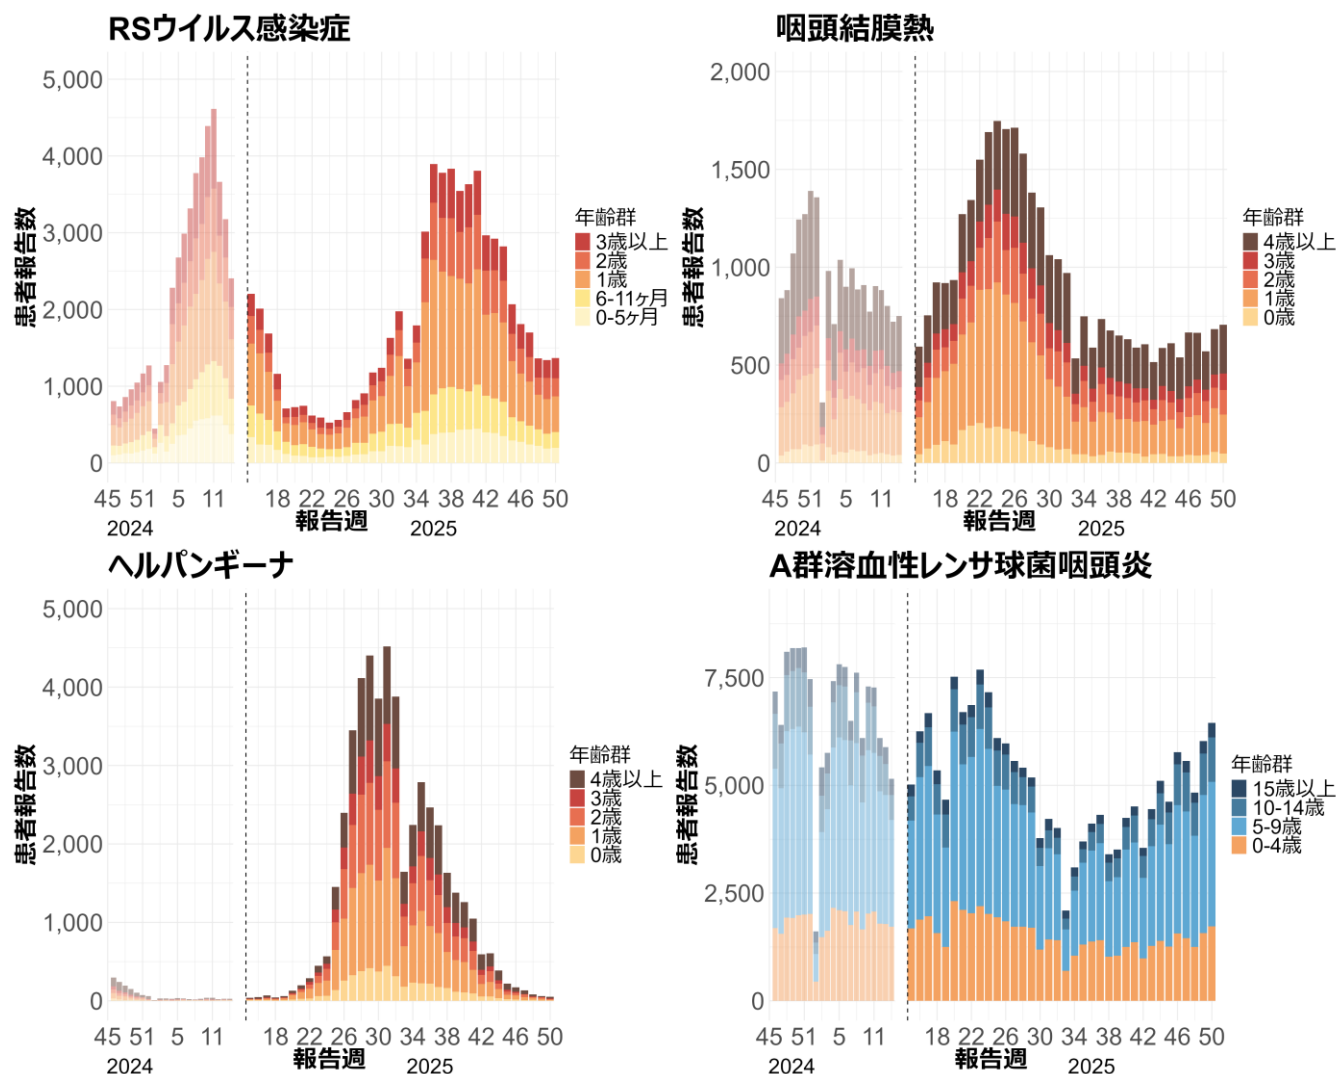 RSウイルス感染症
患者報告数
5,000
4,000
3,000
2,000
1,000
0
年齢群
3歳以上
2歳
1歳
6-11ヶ月
0-5ヶ月
45 51 5 11 18 22 26 30 34 38 42 46 50
2024 報告週 2025
咽頭結膜熱
患者報告数
2,000
1,500
1,000
500
0
年齢群
4歳以上
3歳
2歳
1歳
0歳
45 51 5 11 18 22 26 30 34 38 42 46 50
2024 報告週 2025
ヘルパンギーナ
患者報告数
5,000
4,000
3,000
2,000
1,000
0
年齢群
4歳以上
3歳
2歳
1歳
0歳
45 51 5 11 18 22 26 30 34 38 42 46 50
2024 報告週 2025
A群溶血性レンサ球菌咽頭炎
患者報告数
7,500
5,000
2,500
0
年齢群
15歳以上
10-14歳
5-9歳
0-4歳
45 51 5 11 18 22 26 30 34 38 42 46 50
2024 報告週 2025